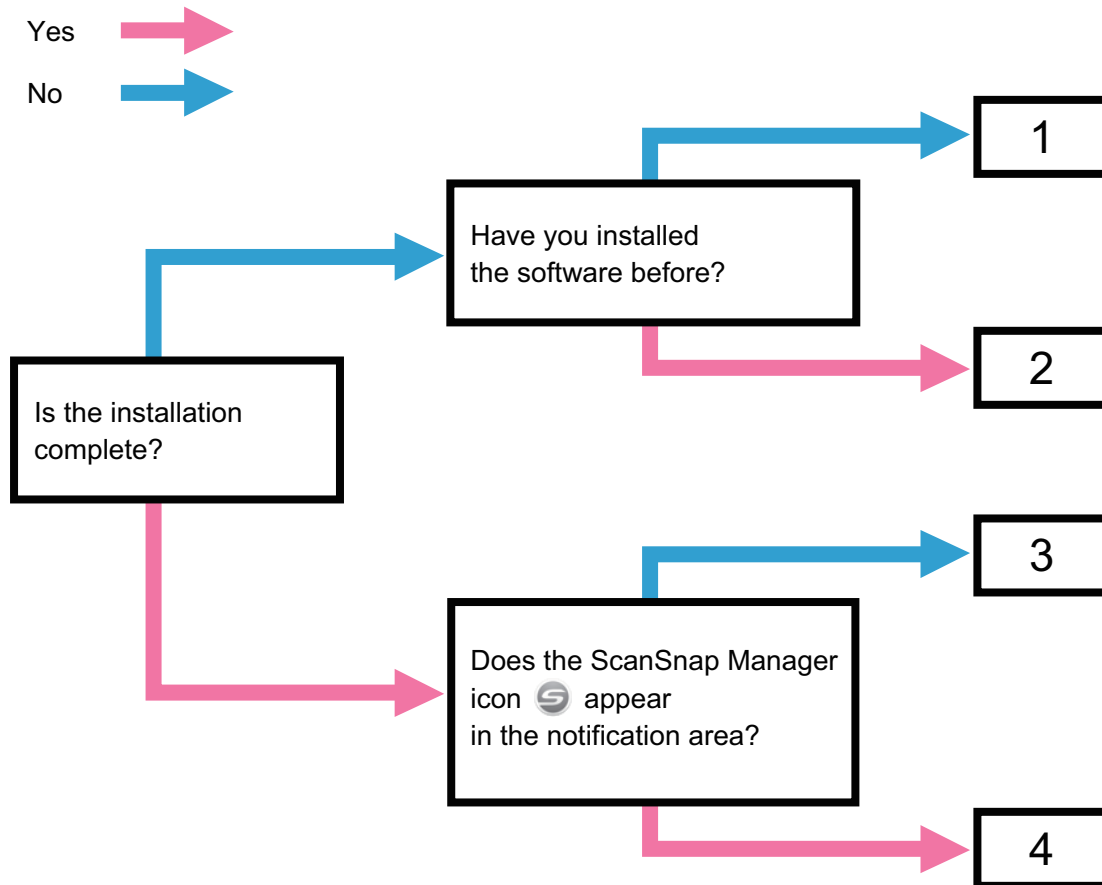 Yes
No
1
Have you installed
the software before?
2
Is the installation
complete?
3
Does the ScanSnap Manager
icon S appear
in the notification area?
4